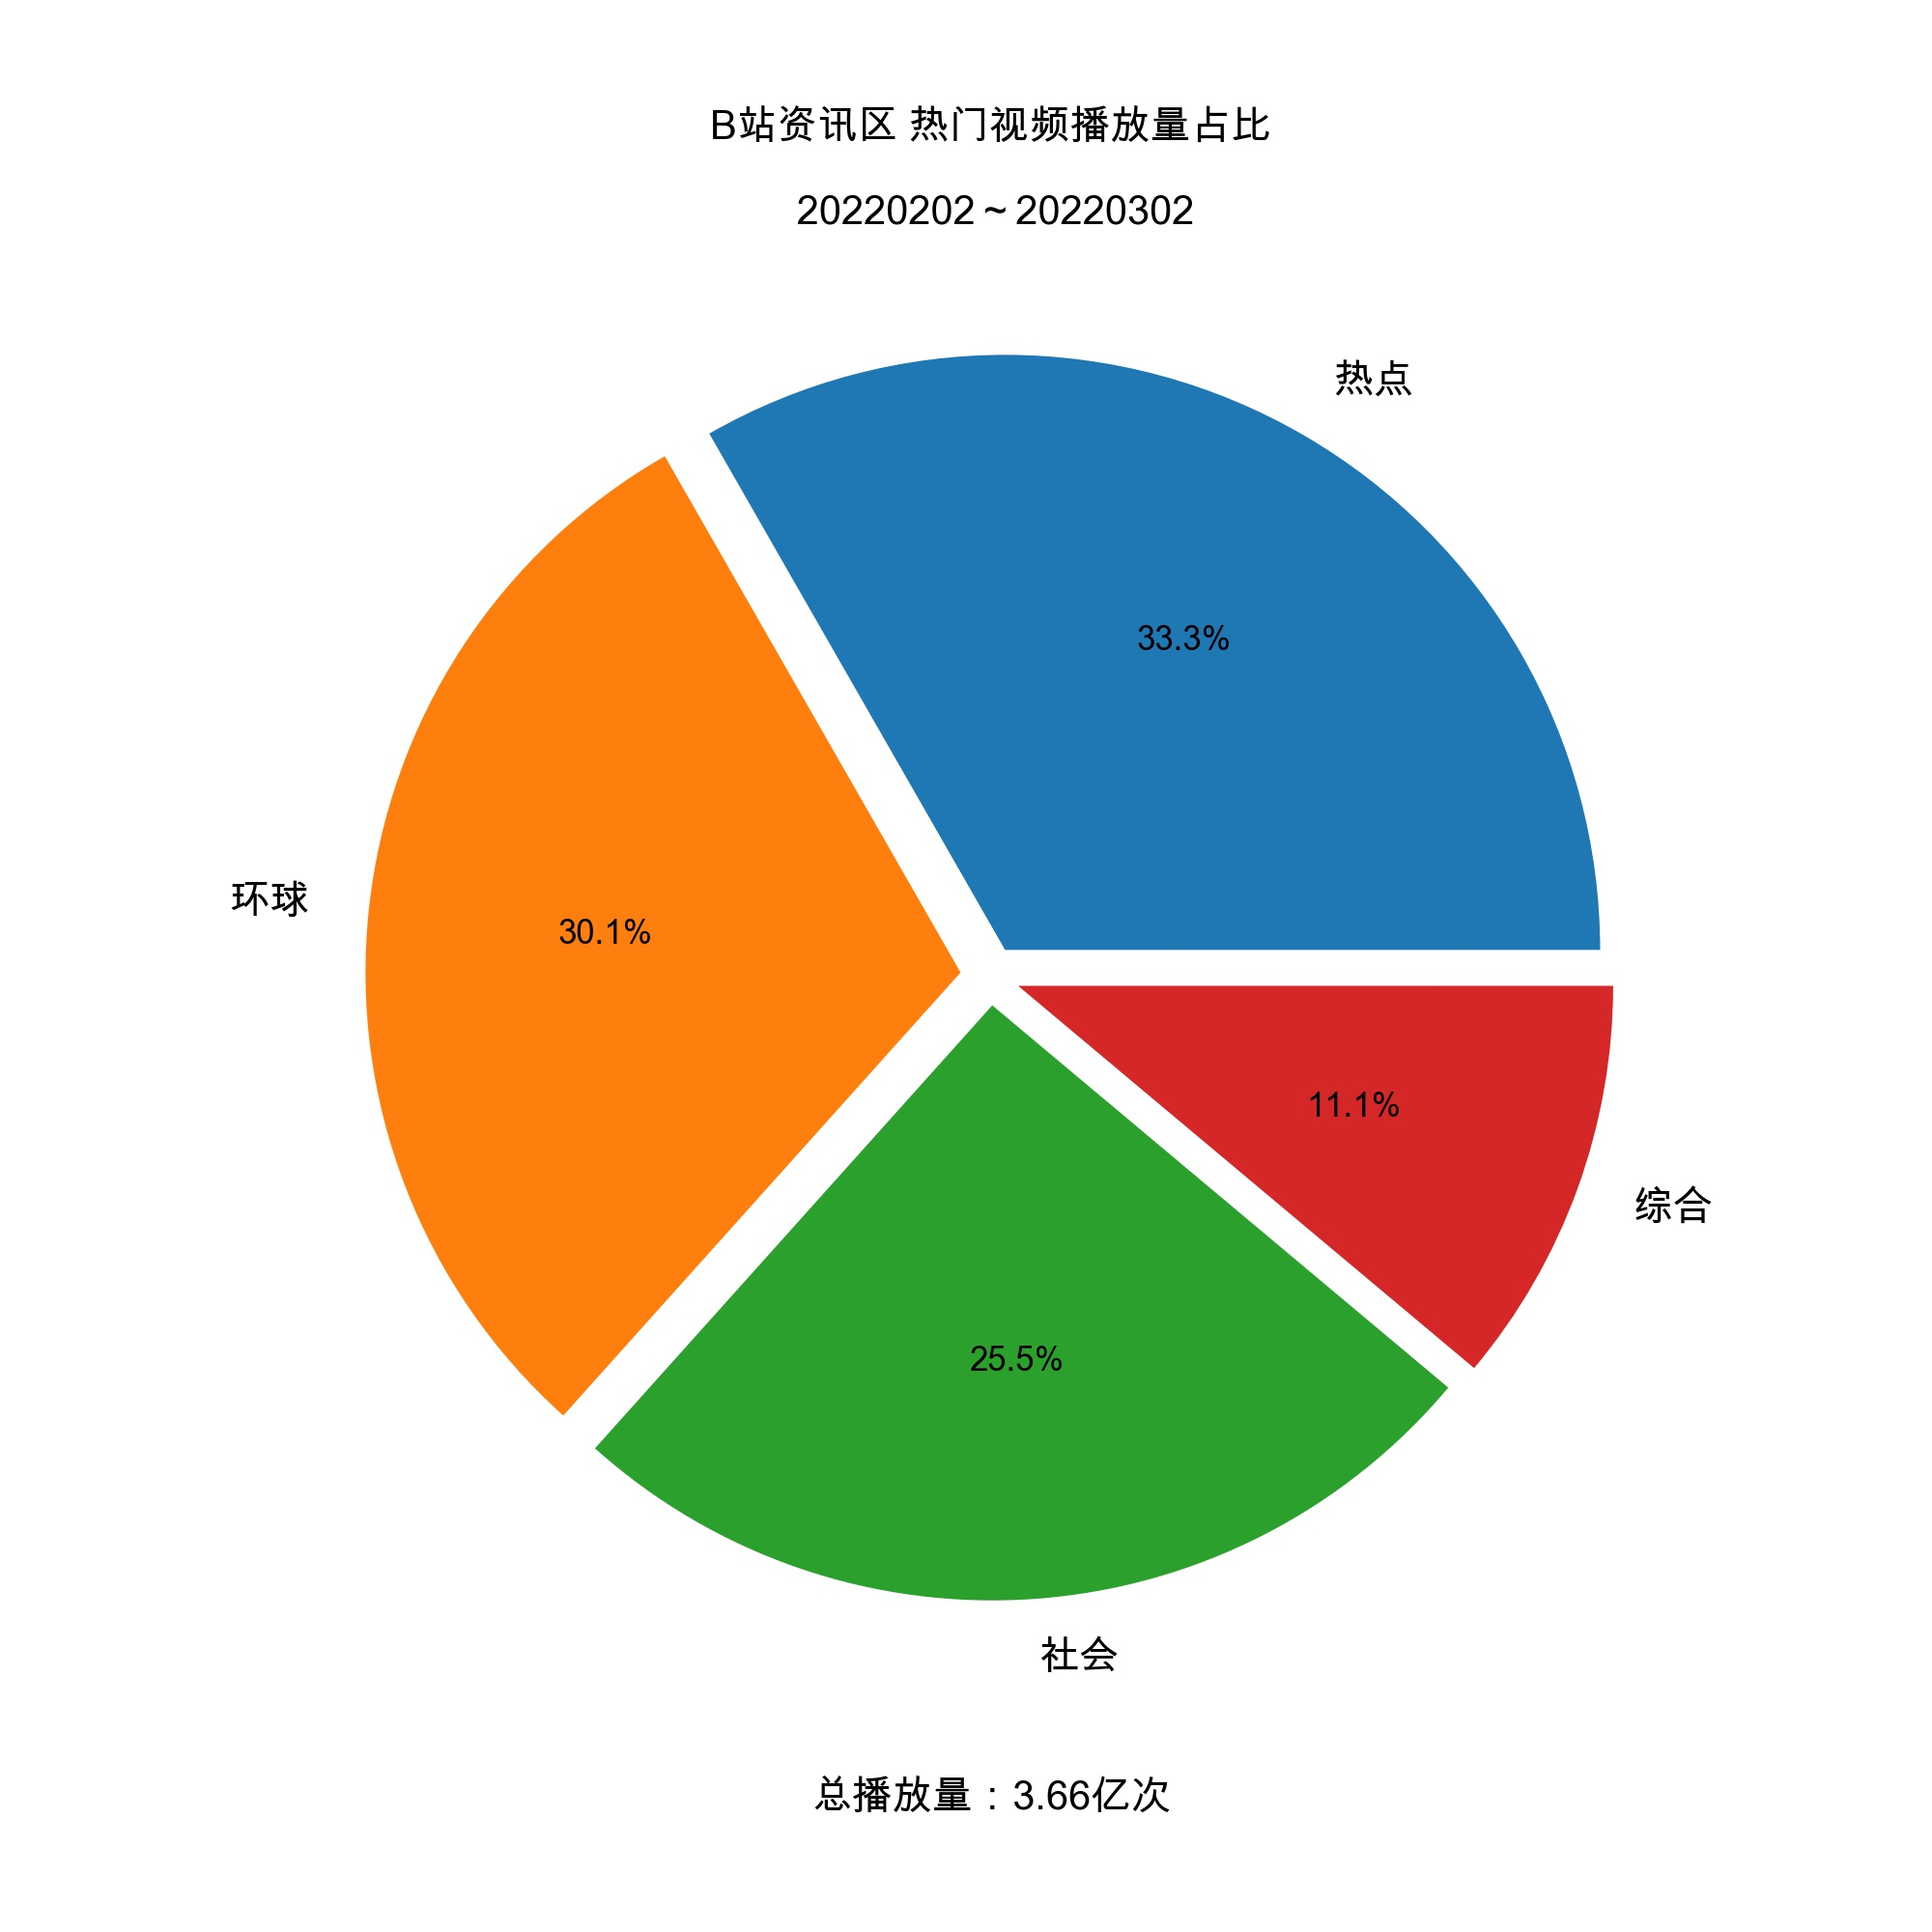 B站资讯区 热门视频播放量占比
20220202 ~ 20220302
热点
33.3%
环球
30.1%
11.1%
综合
25.5%
社会
总播放量：3.66亿次